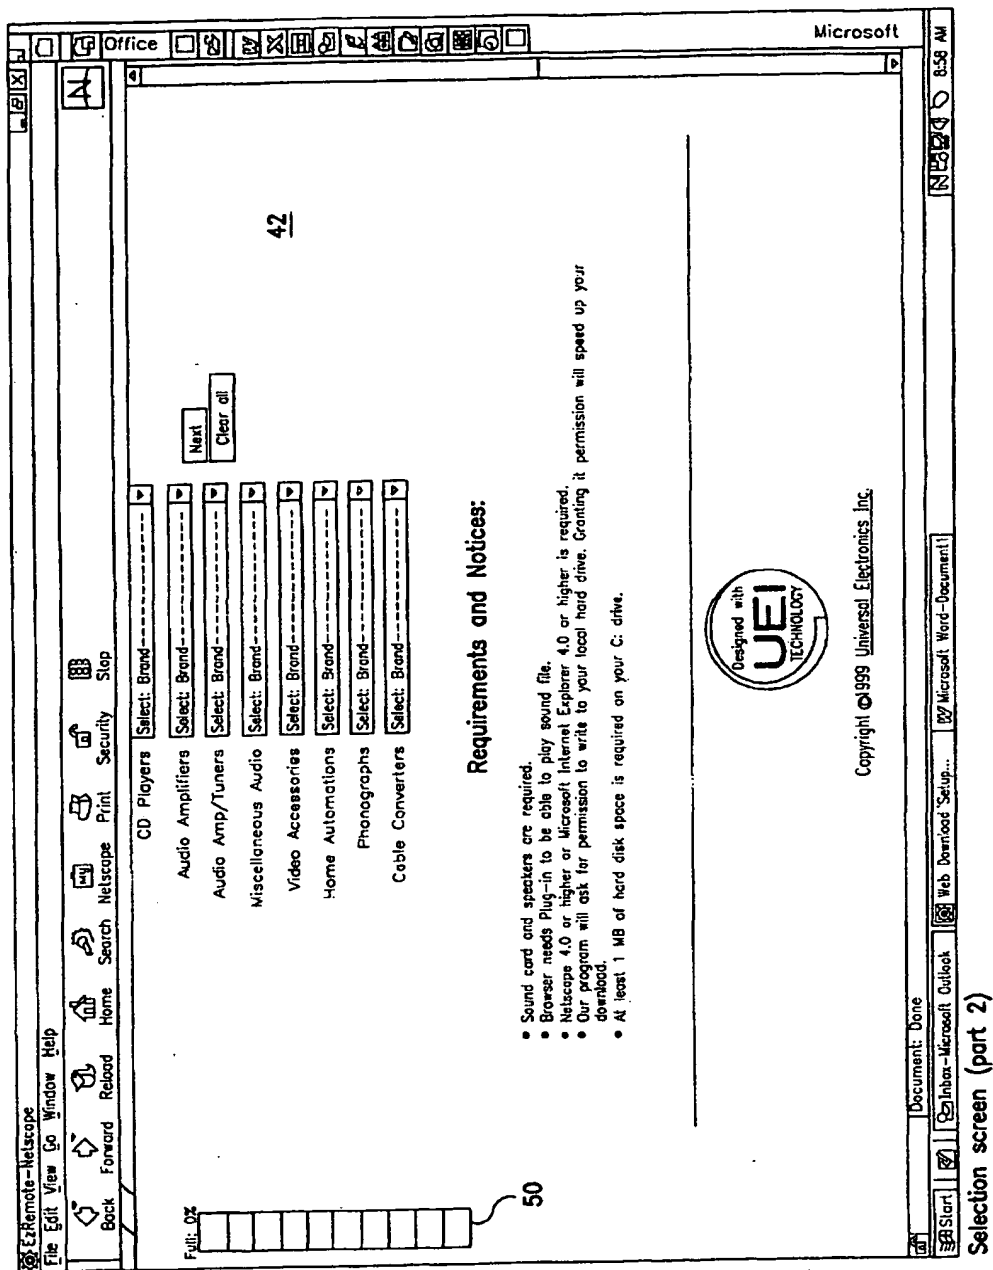 EzRemote-Netscape
File Edit View Go Window Help
Back Forward Reload Home Search Netscape Print Security Stop
N
Office
Microsoft
Full: 0%
50
CD Players Select: Brand----------------
Audio Amplifiers Select: Brand----------------
Next
Audio Amp/Tuners Select: Brand----------------
Clear all
Miscellaneous Audio Select: Brand----------------
Video Accessories Select: Brand----------------
42
Home Automations Select: Brand----------------
Phonographs Select: Brand----------------
Cable Converters Select: Brand----------------
Requirements and Notices:
• Sound card and speakers are required.
• Browser needs Plug-in to be able to play sound file.
• Netscape 4.0 or higher or Microsoft Internet Explorer 4.0 or higher is required.
• Our program will ask for permission to write to your local hard drive. Granting it permission will speed up your
download.
• At least 1 MB of hard disk space is required on your C: drive.
Designed with
UEI
TECHNOLOGY
Copyright ©1999 Universal Electronics Inc.
Document: Done
Start Inbox-Microsoft Outlook Web Download 'Setup... Microsoft Word-Document1 8:58 AM
Selection screen (part 2)